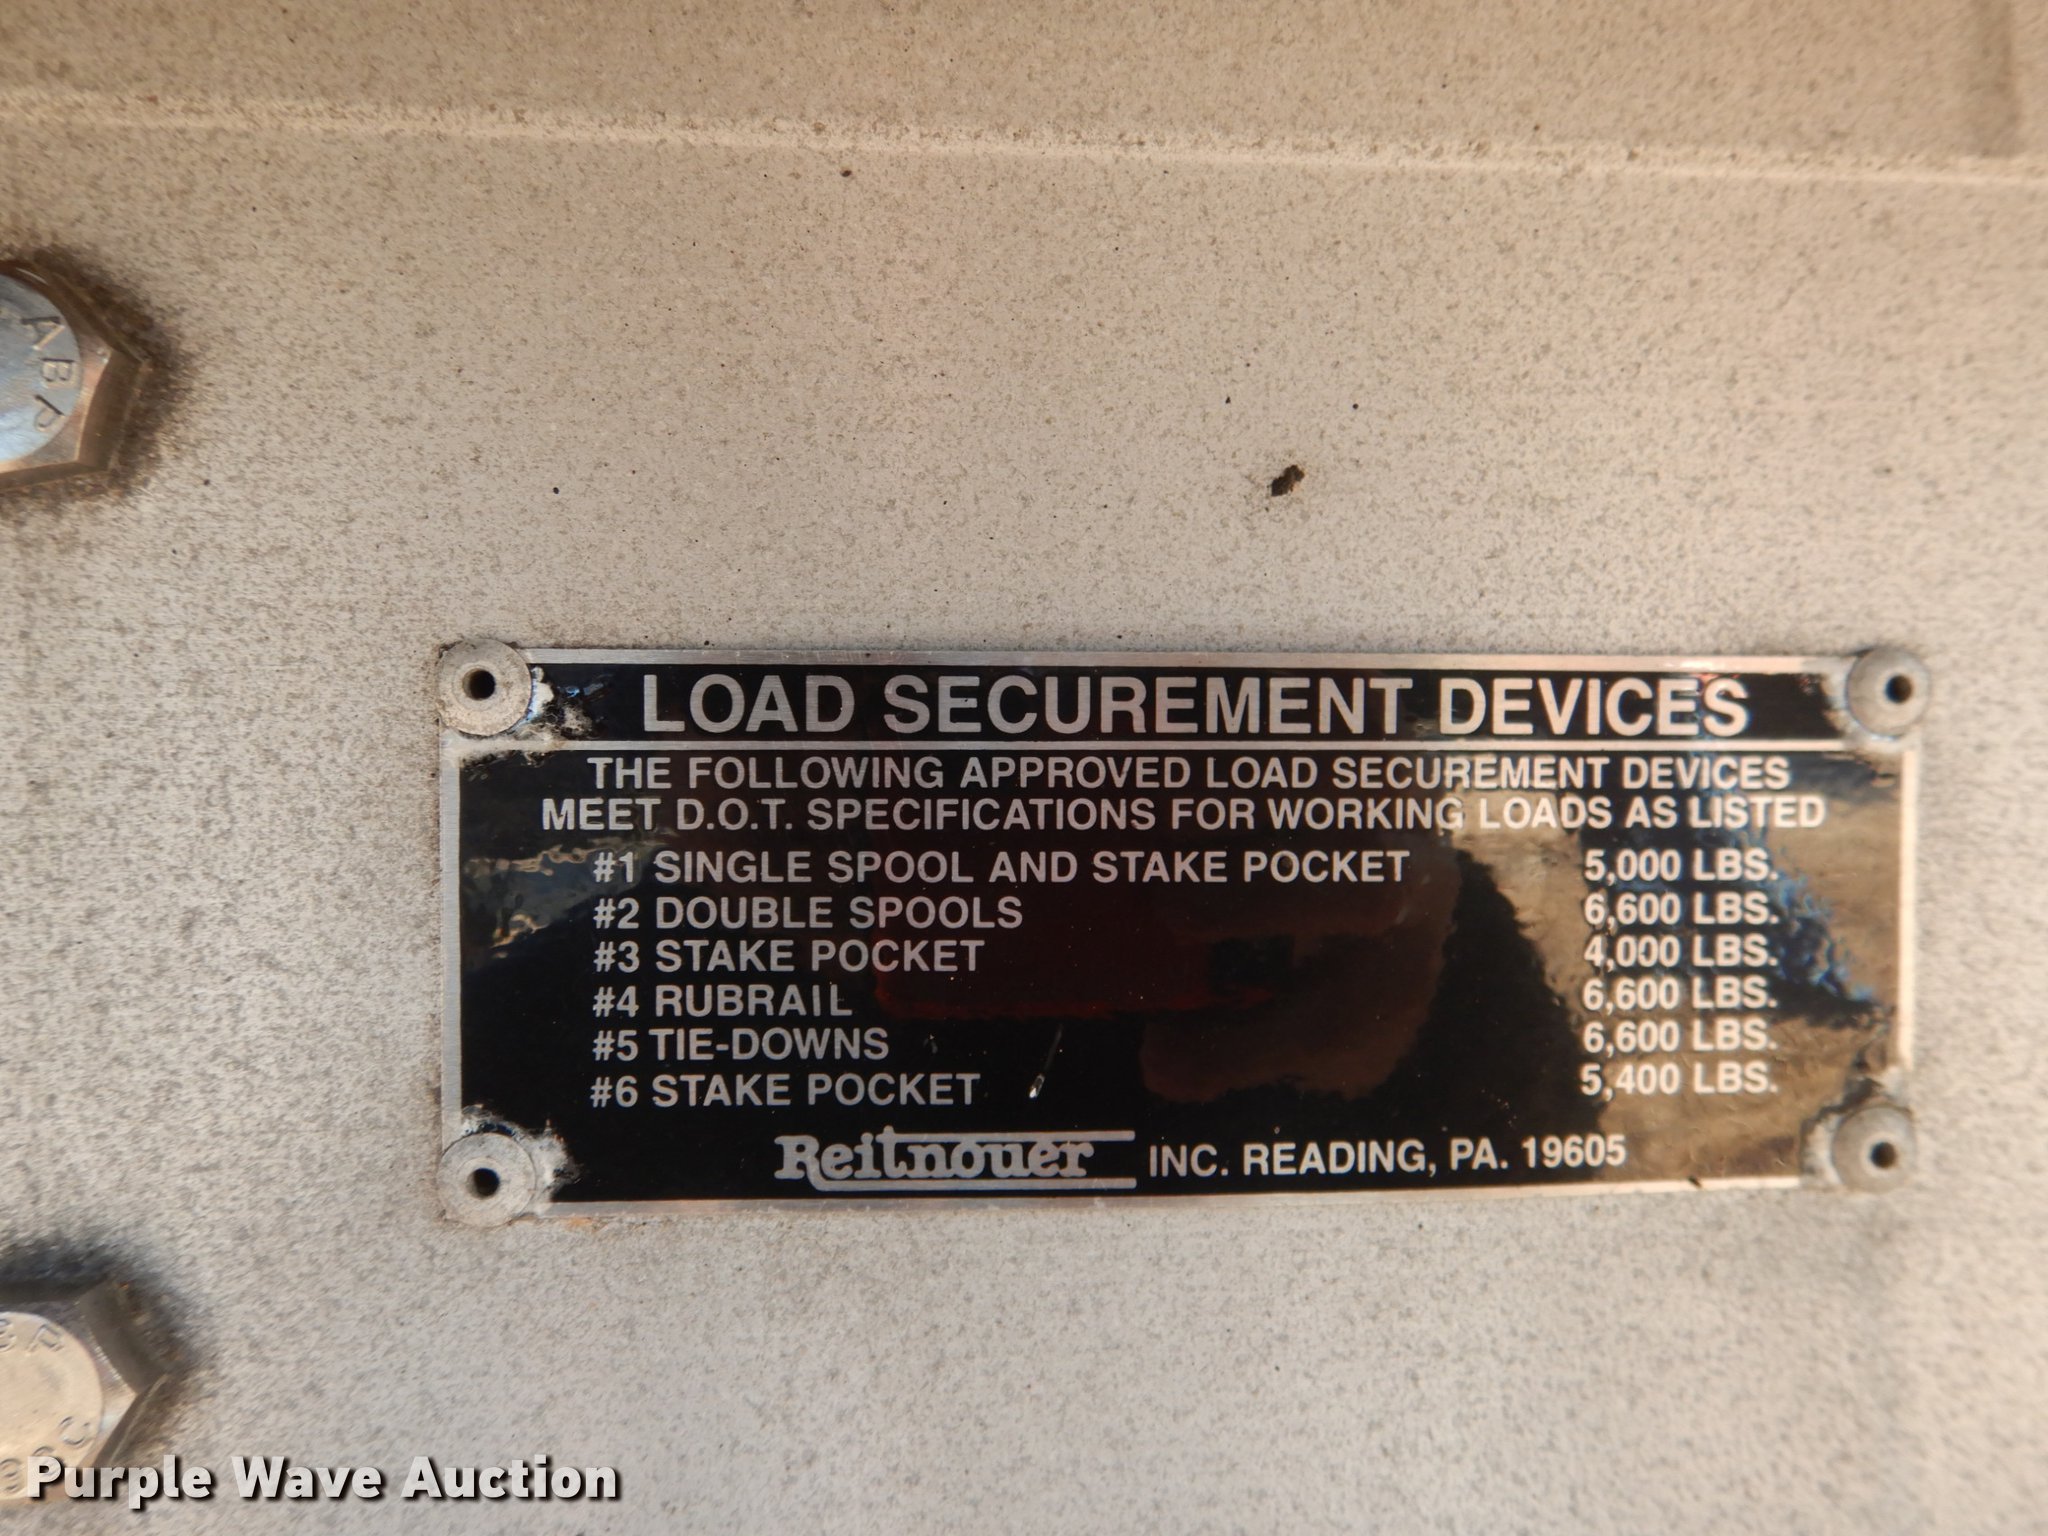 LOAD SECUREMENT DEVICES
THE FOLLOWING APPROVED LOAD SECUREMENT DEVICES
MEET D.O.T. SPECIFICATIONS FOR WORKING LOADS AS LISTED
#1 SINGLE SPOOL AND STAKE POCKET 5,000 LBS.
#2 DOUBLE SPOOLS 6,600 LBS.
#3 STAKE POCKET 4,000 LBS.
#4 RUBRAIL 6,600 LBS.
#5 TIE-DOWNS 6,600 LBS.
#6 STAKE POCKET 5,400 LBS.
Reitnouer INC. READING, PA. 19605
Purple Wave Auction